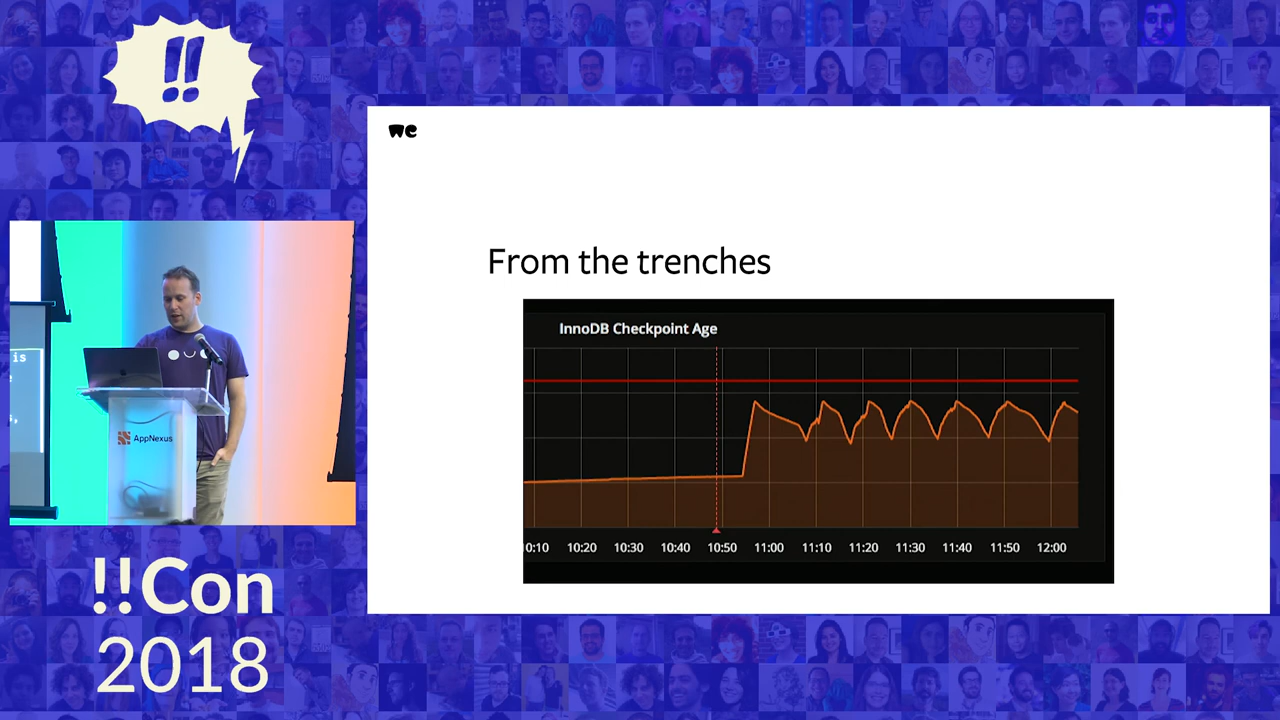 !!
we
From the trenches
InnoDB Checkpoint Age
0:10 10:20 10:30 10:40 10:50 11:00 11:10 11:20 11:30 11:40 11:50 12:00
is
AppNexus
!!Con
2018